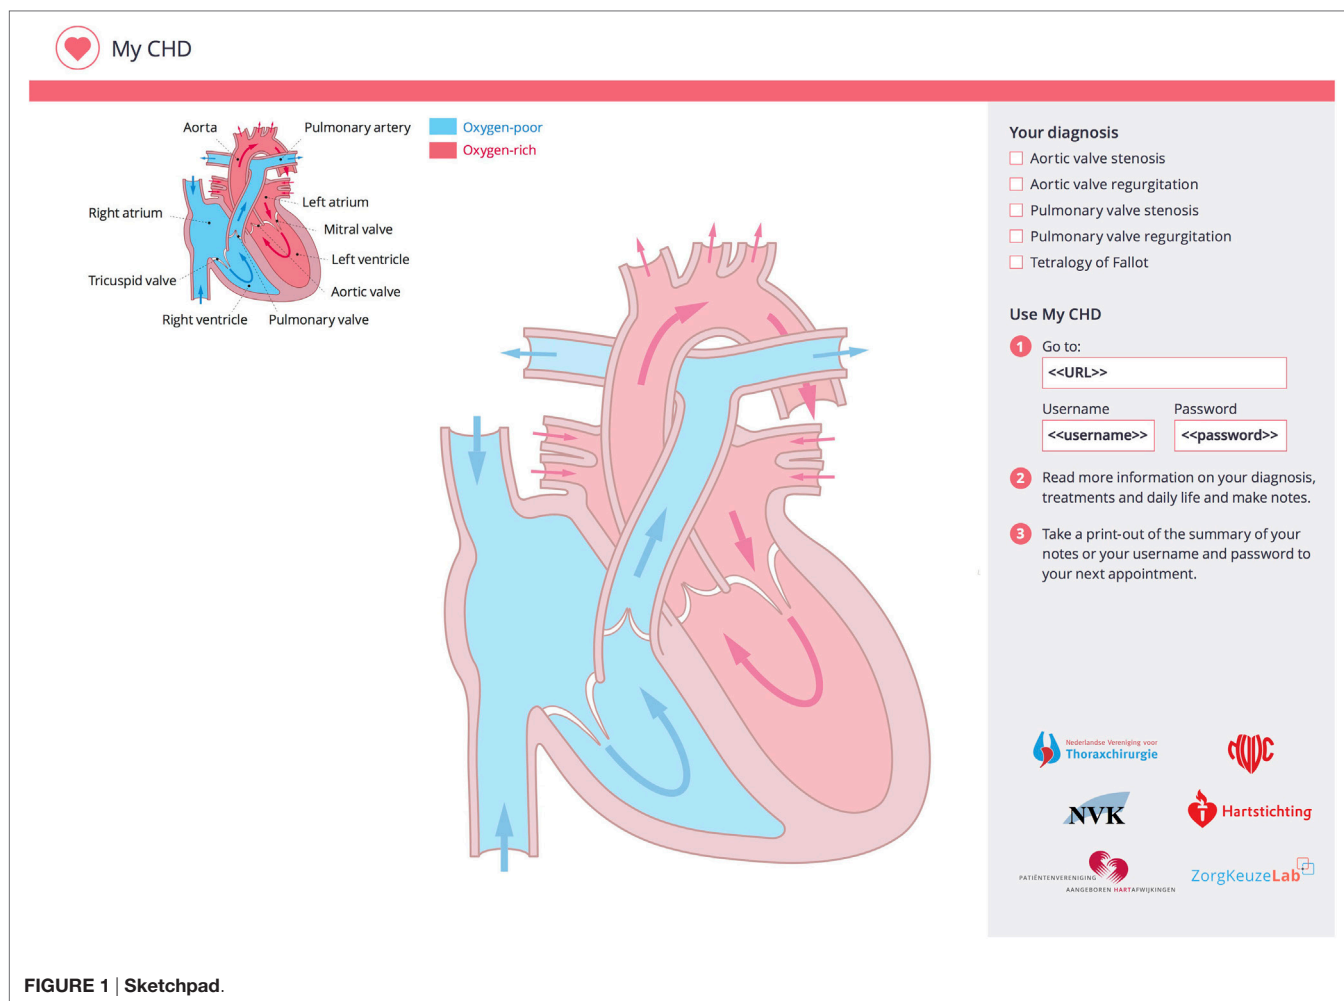 My CHD
Aorta
Pulmonary artery
Right atrium
Left atrium
Mitral valve
Tricuspid valve
Left ventricle
Aortic valve
Right ventricle
Pulmonary valve
Oxygen-poor
Oxygen-rich
Your diagnosis
Aortic valve stenosis
Aortic valve regurgitation
Pulmonary valve stenosis
Pulmonary valve regurgitation
Tetralogy of Fallot
Use My CHD
1 Go to:
<<URL>>
Username Password
<<username>> <<password>>
2 Read more information on your diagnosis,
treatments and daily life and make notes.
3 Take a print-out of the summary of your
notes or your username and password to
your next appointment.
Nederlandse Vereniging voor
Thoraxchirurgie
NVK
Hartstichting
PATIËNTENVERENIGING
AANGEBOREN HARTAFWIJKINGEN
ZorgKeuzeLab
FIGURE 1 | Sketchpad.